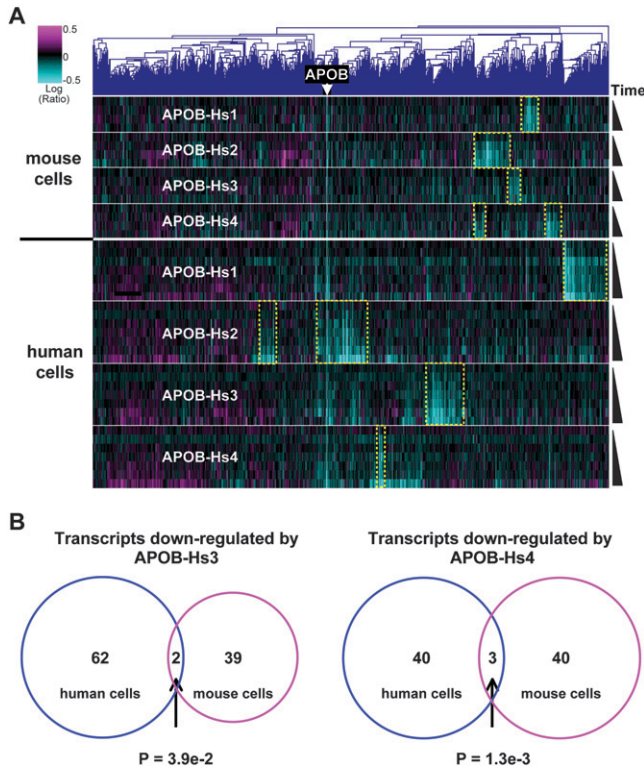 A
0.5
0
-0.5
Log
(Ratio)
APOB
Time
mouse
cells
APOB-Hs1
APOB-Hs2
APOB-Hs3
APOB-Hs4
human
cells
APOB-Hs1
APOB-Hs2
APOB-Hs3
APOB-Hs4
B
Transcripts down-regulated by
APOB-Hs3
62
2
39
human cells
mouse cells
P = 3.9e-2
Transcripts down-regulated by
APOB-Hs4
40
3
40
human cells
mouse cells
P = 1.3e-3